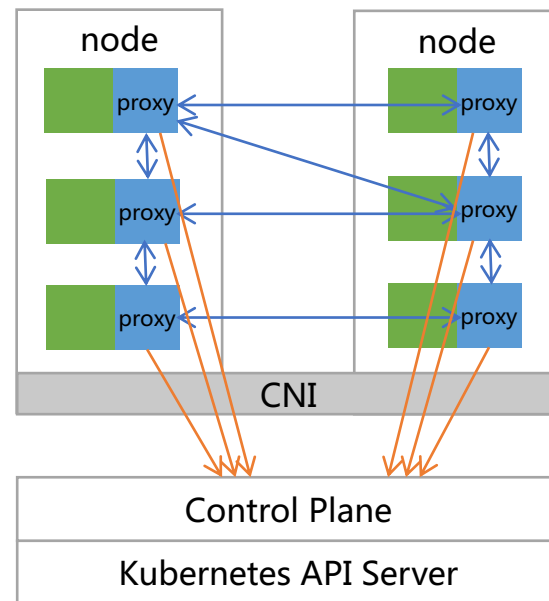 node
node
proxy
proxy
proxy
proxy
proxy
proxy
CNI
Control Plane
Kubernetes API Server